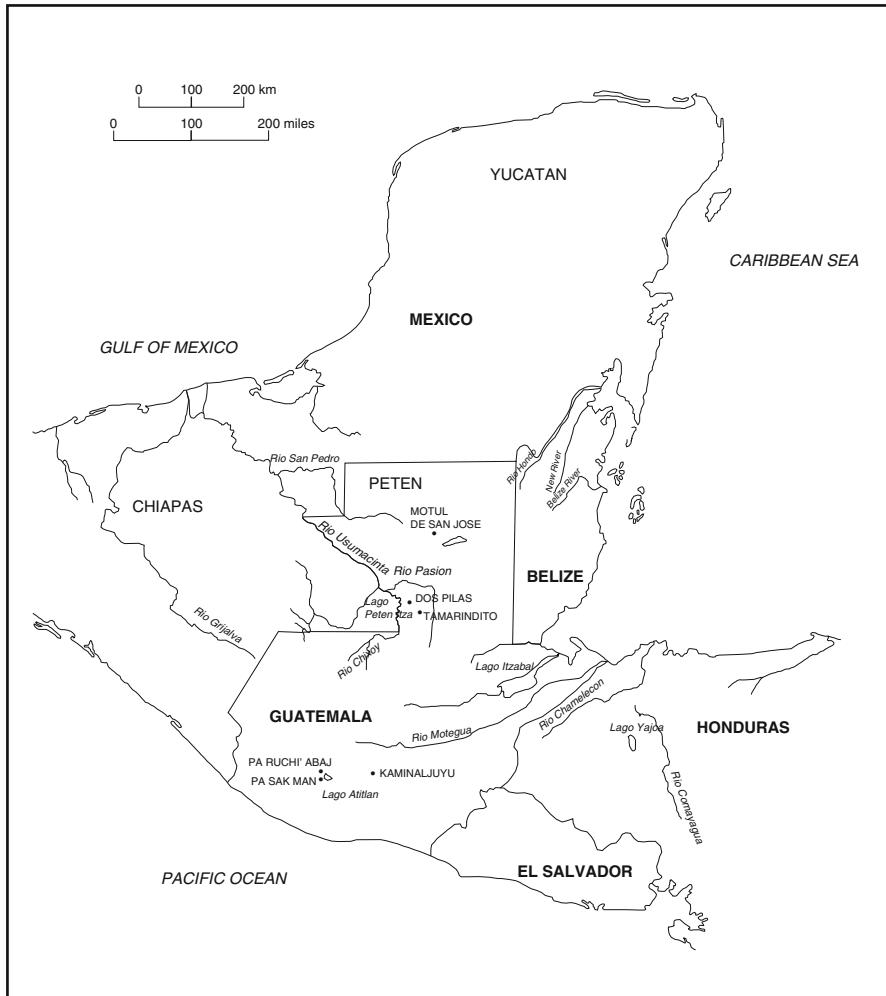 0 100 200 km
0 100 200 miles
YUCATAN
CARIBBEAN SEA
MEXICO
GULF OF MEXICO
Rio San Pedro
Rio Hondo
New River
Belize River
PETEN
CHIAPAS
MOTUL
DE SAN JOSE
Rio Usumacinta
Rio Pasion
BELIZE
Lago
Peten Itza
DOS PILAS
TAMARINDITO
Rio Grijalva
Rio Chixoy
Lago Itzabal
GUATEMALA
Rio Motegua
Rio Chamelecon
Lago Yajoa
HONDURAS
PA RUCHI' ABAJ
PA SAK MAN
KAMINALJUYU
Lago Atitlan
Rio Comayagua
EL SALVADOR
PACIFIC OCEAN